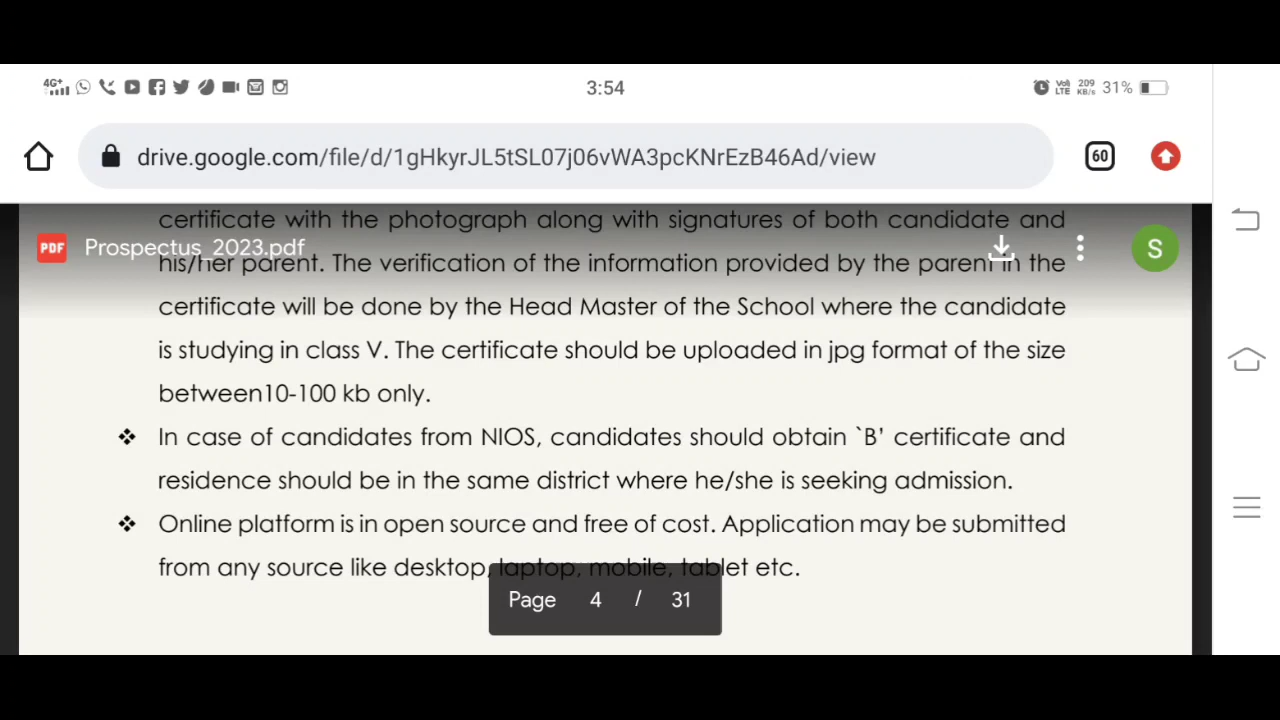 4G+
3:54
Vo) LTE 209 KB/s 31%
drive.google.com/file/d/1gHkyrJL5tSL07j06vWA3pcKNrEzB46Ad/view
60
certificate with the photograph along with signatures of both candidate and
PDF Prospectus_2023.pdf S
his/her parent. The verification of the information provided by the parent in the
certificate will be done by the Head Master of the School where the candidate
is studying in class V. The certificate should be uploaded in jpg format of the size
between10-100 kb only.
❖ In case of candidates from NIOS, candidates should obtain `B’ certificate and
residence should be in the same district where he/she is seeking admission.
❖ Online platform is in open source and free of cost. Application may be submitted
from any source like desktop, laptop, mobile, tablet etc.
Page 4 / 31